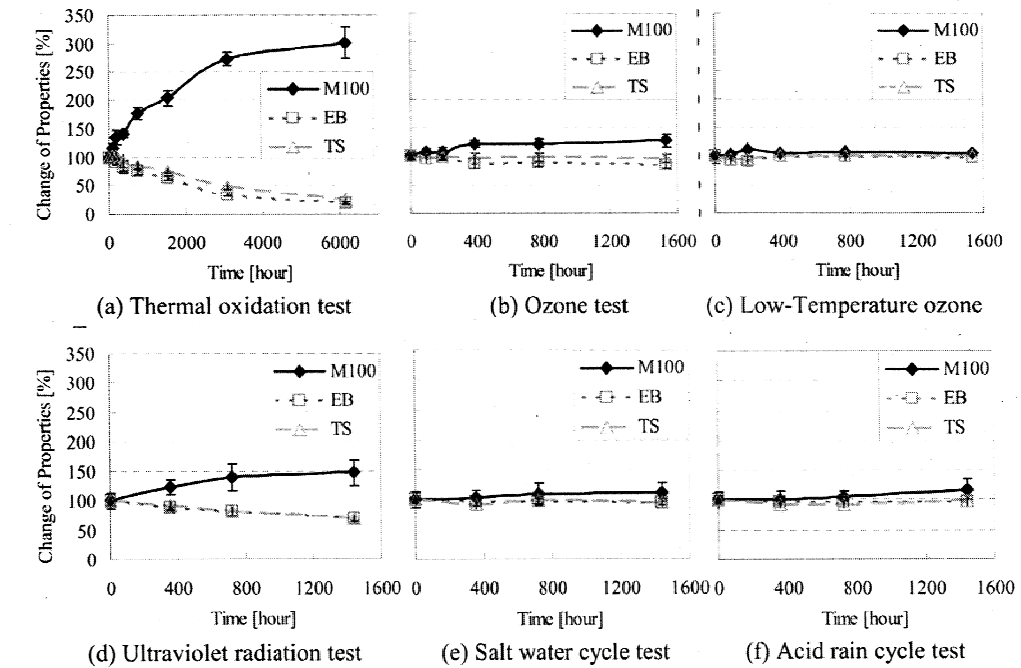 Change of Properties [%]
350
300
250
200
150
100
50
0
M100
EB
TS
0 2000 4000 6000
Time [hour]
(a) Thermal oxidation test
M100
EB
TS
0 400 800 1200 1600
Time [hour]
(b) Ozone test
M100
EB
TS
0 400 800 1200 1600
Time [hour]
(c) Low-Temperature ozone
Change of Properties [%]
350
300
250
200
150
100
50
0
M100
EB
TS
0 400 800 1200 1600
Time [hour]
(d) Ultraviolet radiation test
M100
EB
TS
0 400 800 1200 1600
Time [hour]
(e) Salt water cycle test
M100
EB
TS
0 400 800 1200 1600
Time [hour]
(f) Acid rain cycle test